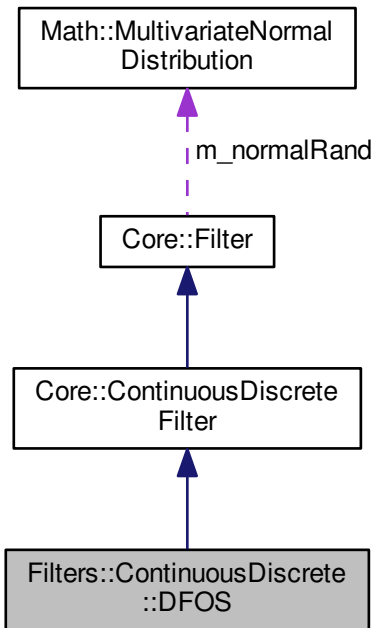 Math::MultivariateNormal
Distribution
m_normalRand
Core::Filter
Core::ContinuousDiscrete
Filter
Filters::ContinuousDiscrete
::DFOS